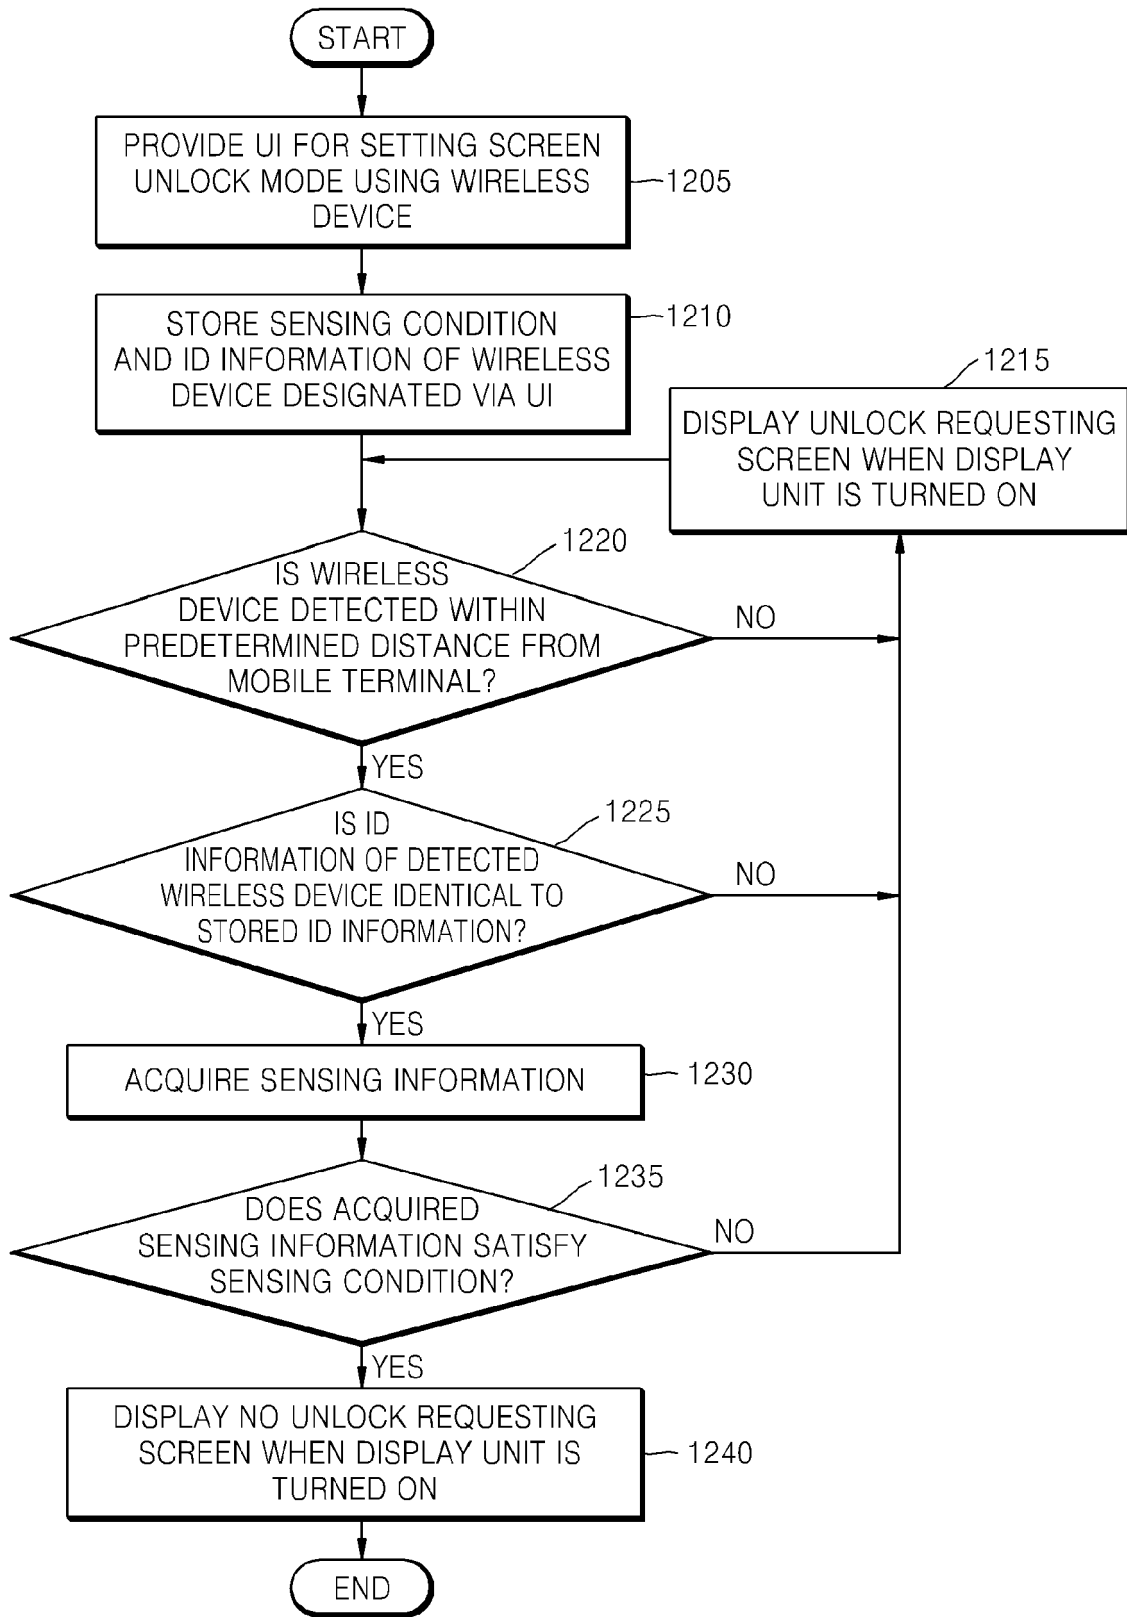 START
PROVIDE UI FOR SETTING SCREEN
UNLOCK MODE USING WIRELESS
DEVICE
1205
STORE SENSING CONDITION
AND ID INFORMATION OF WIRELESS
DEVICE DESIGNATED VIA UI
1210
1215
DISPLAY UNLOCK REQUESTING
SCREEN WHEN DISPLAY
UNIT IS TURNED ON
1220
IS WIRELESS
DEVICE DETECTED WITHIN
PREDETERMINED DISTANCE FROM
MOBILE TERMINAL?
NO
YES
1225
IS ID
INFORMATION OF DETECTED
WIRELESS DEVICE IDENTICAL TO
STORED ID INFORMATION?
NO
YES
ACQUIRE SENSING INFORMATION
1230
1235
DOES ACQUIRED
SENSING INFORMATION SATISFY
SENSING CONDITION?
NO
YES
DISPLAY NO UNLOCK REQUESTING
SCREEN WHEN DISPLAY UNIT IS
TURNED ON
1240
END